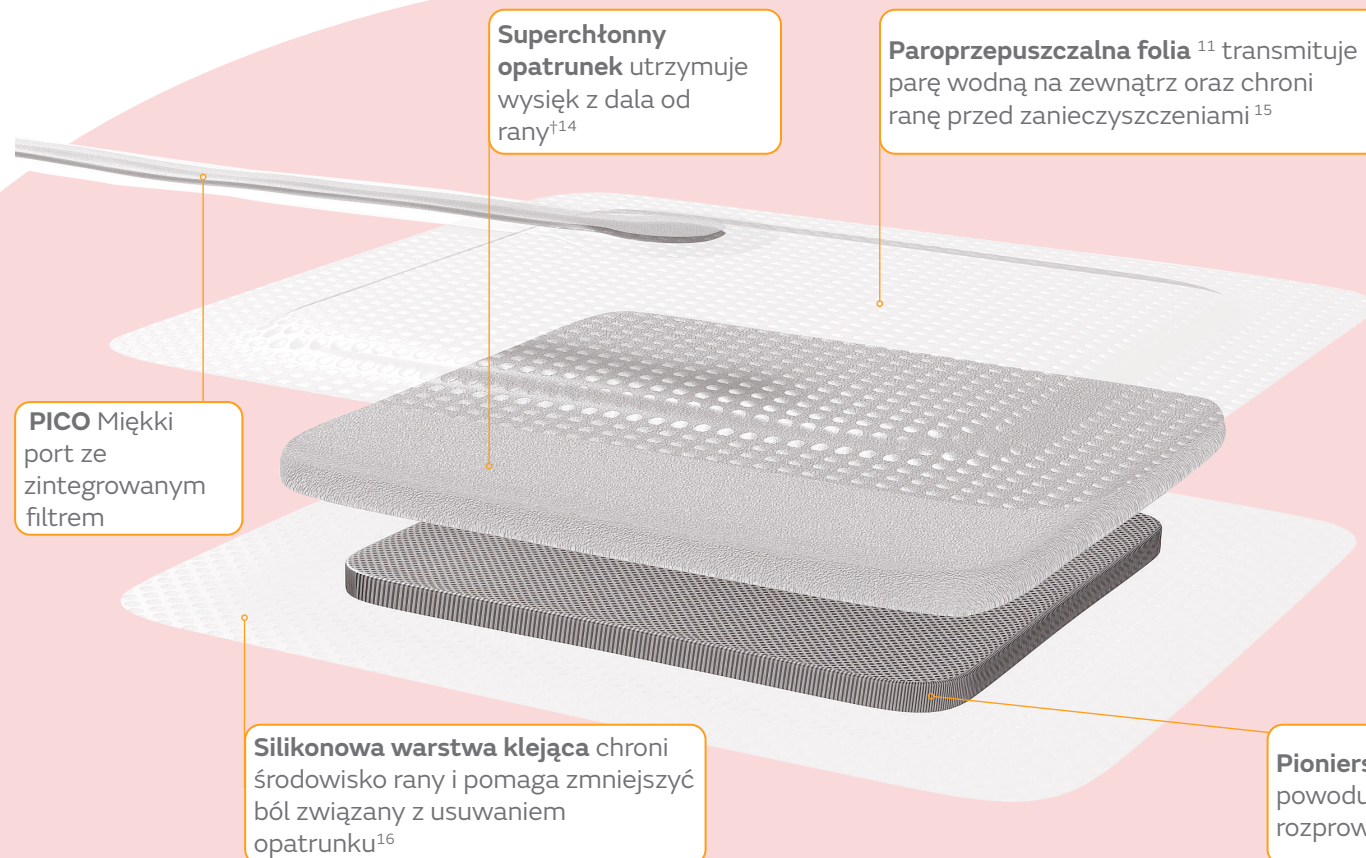 Superchłonny
opatrunek utrzymuje
wysięk z dala od
rany†14
Paroprzepuszczalna folia 11 transmituje
parę wodną na zewnątrz oraz chroni
ranę przed zanieczyszczeniami 15
PICO Miękki
port ze
zintegrowanym
filtrem
Silikonowa warstwa klejąca chroni
środowisko rany i pomaga zmniejszyć
ból związany z usuwaniem
opatrunku16